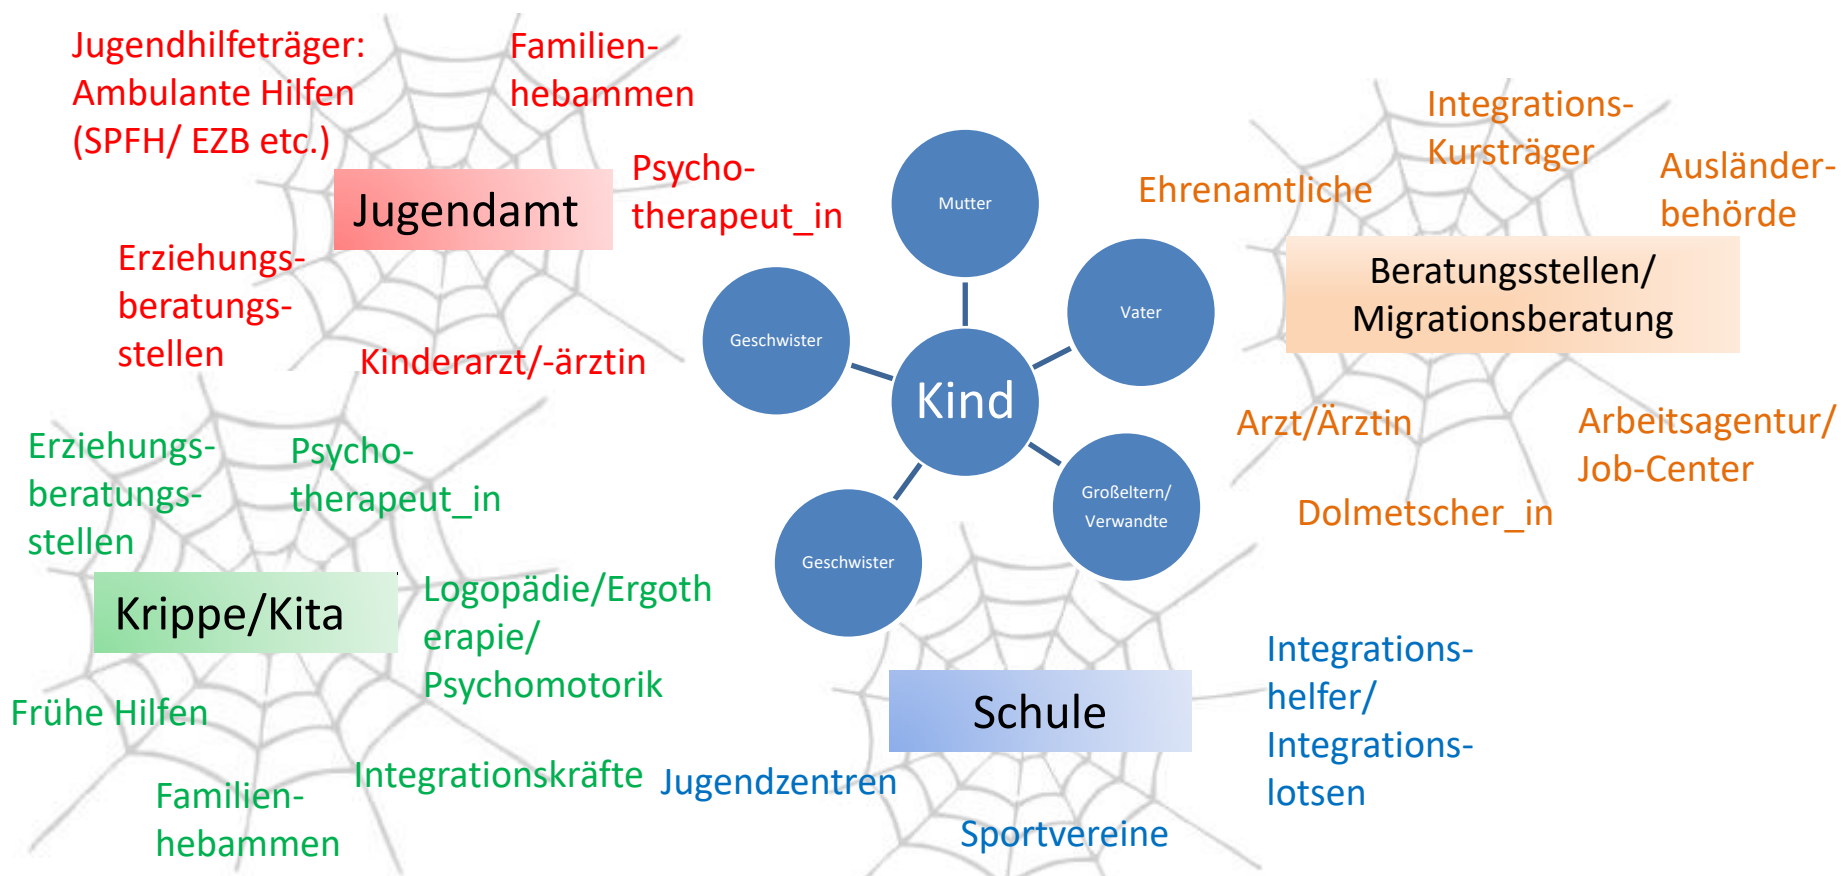 Jugendhilfeträger:
Ambulante Hilfen
(SPFH/ EZB etc.)
Familien-
hebammen
Psycho-
therapeut_in
Jugendamt
Erziehungs-
beratungs-
stellen
Kinderarzt/-ärztin
Mutter
Vater
Geschwister
Kind
Großeltern/
Verwandte
Geschwister
Integrations-
Kursträger
Ausländer-
behörde
Ehrenamtliche
Beratungsstellen/
Migrationsberatung
Arzt/Ärztin
Arbeitsagentur/
Job-Center
Dolmetscher_in
Erziehungs-
beratungs-
stellen
Psycho-
therapeut_in
Krippe/Kita
Logopädie/Ergoth
erapie/
Psychomotorik
Frühe Hilfen
Integrationskräfte
Familien-
hebammen
Schule
Integrations-
helfer/
Integrations-
lotsen
Jugendzentren
Sportvereine